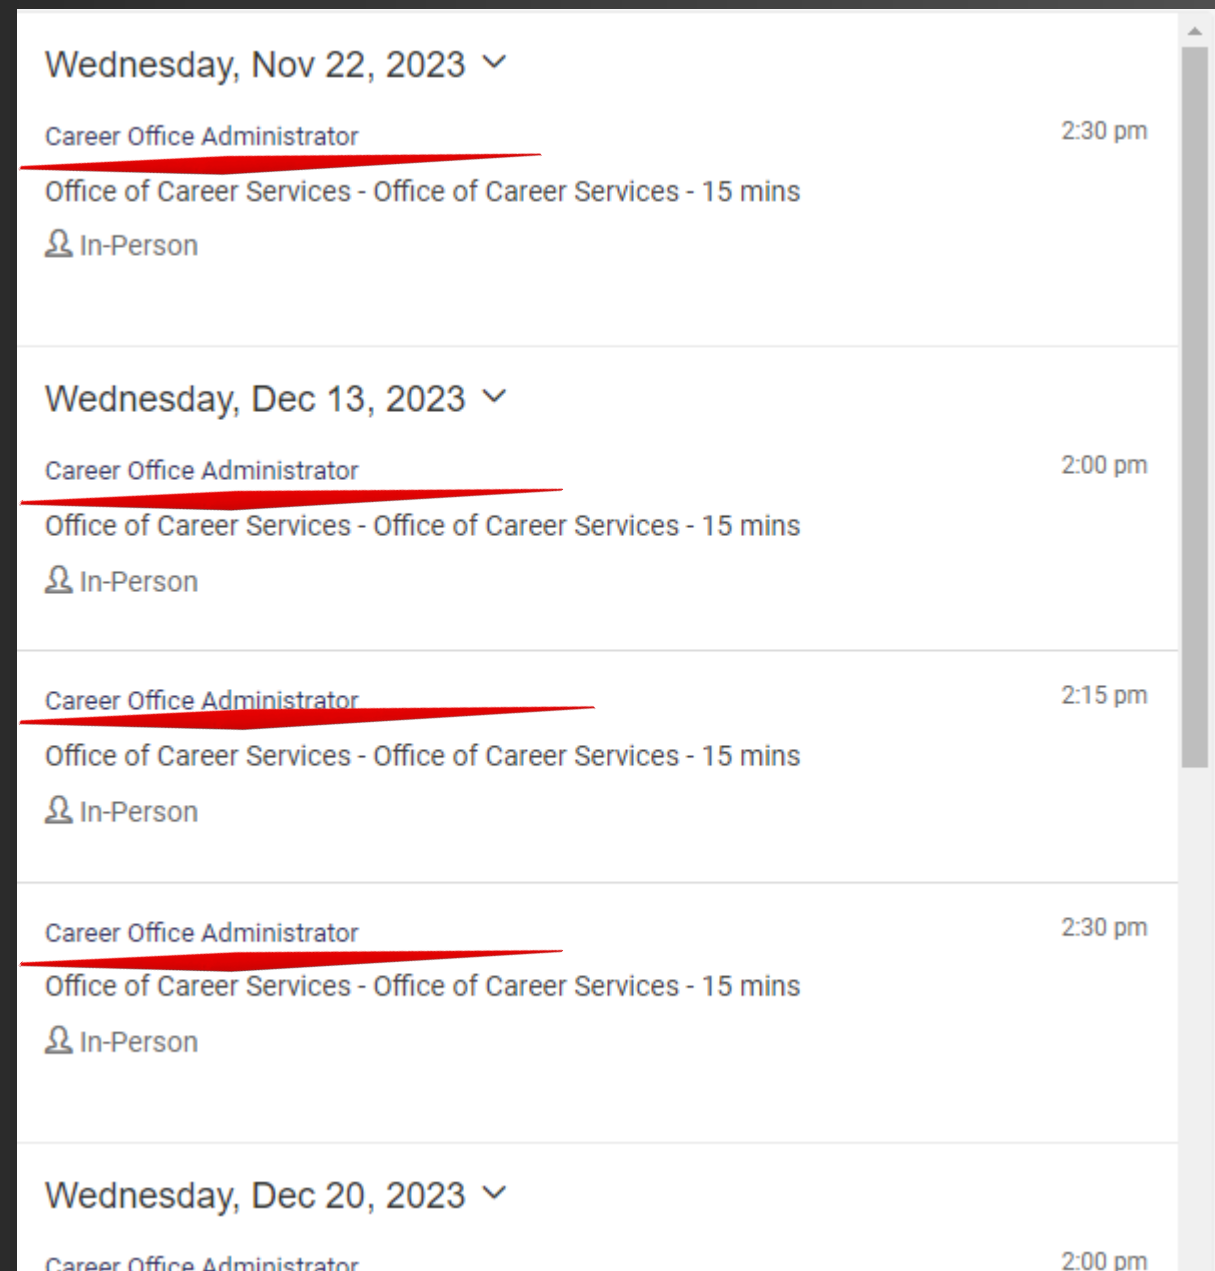 Wednesday, Nov 22, 2023
Career Office Administrator 2:30 pm
Office of Career Services - Office of Career Services - 15 mins
In-Person
Wednesday, Dec 13, 2023
Career Office Administrator 2:00 pm
Office of Career Services - Office of Career Services - 15 mins
In-Person
Career Office Administrator 2:15 pm
Office of Career Services - Office of Career Services - 15 mins
In-Person
Career Office Administrator 2:30 pm
Office of Career Services - Office of Career Services - 15 mins
In-Person
Wednesday, Dec 20, 2023
Career Office Administrator 2:00 pm